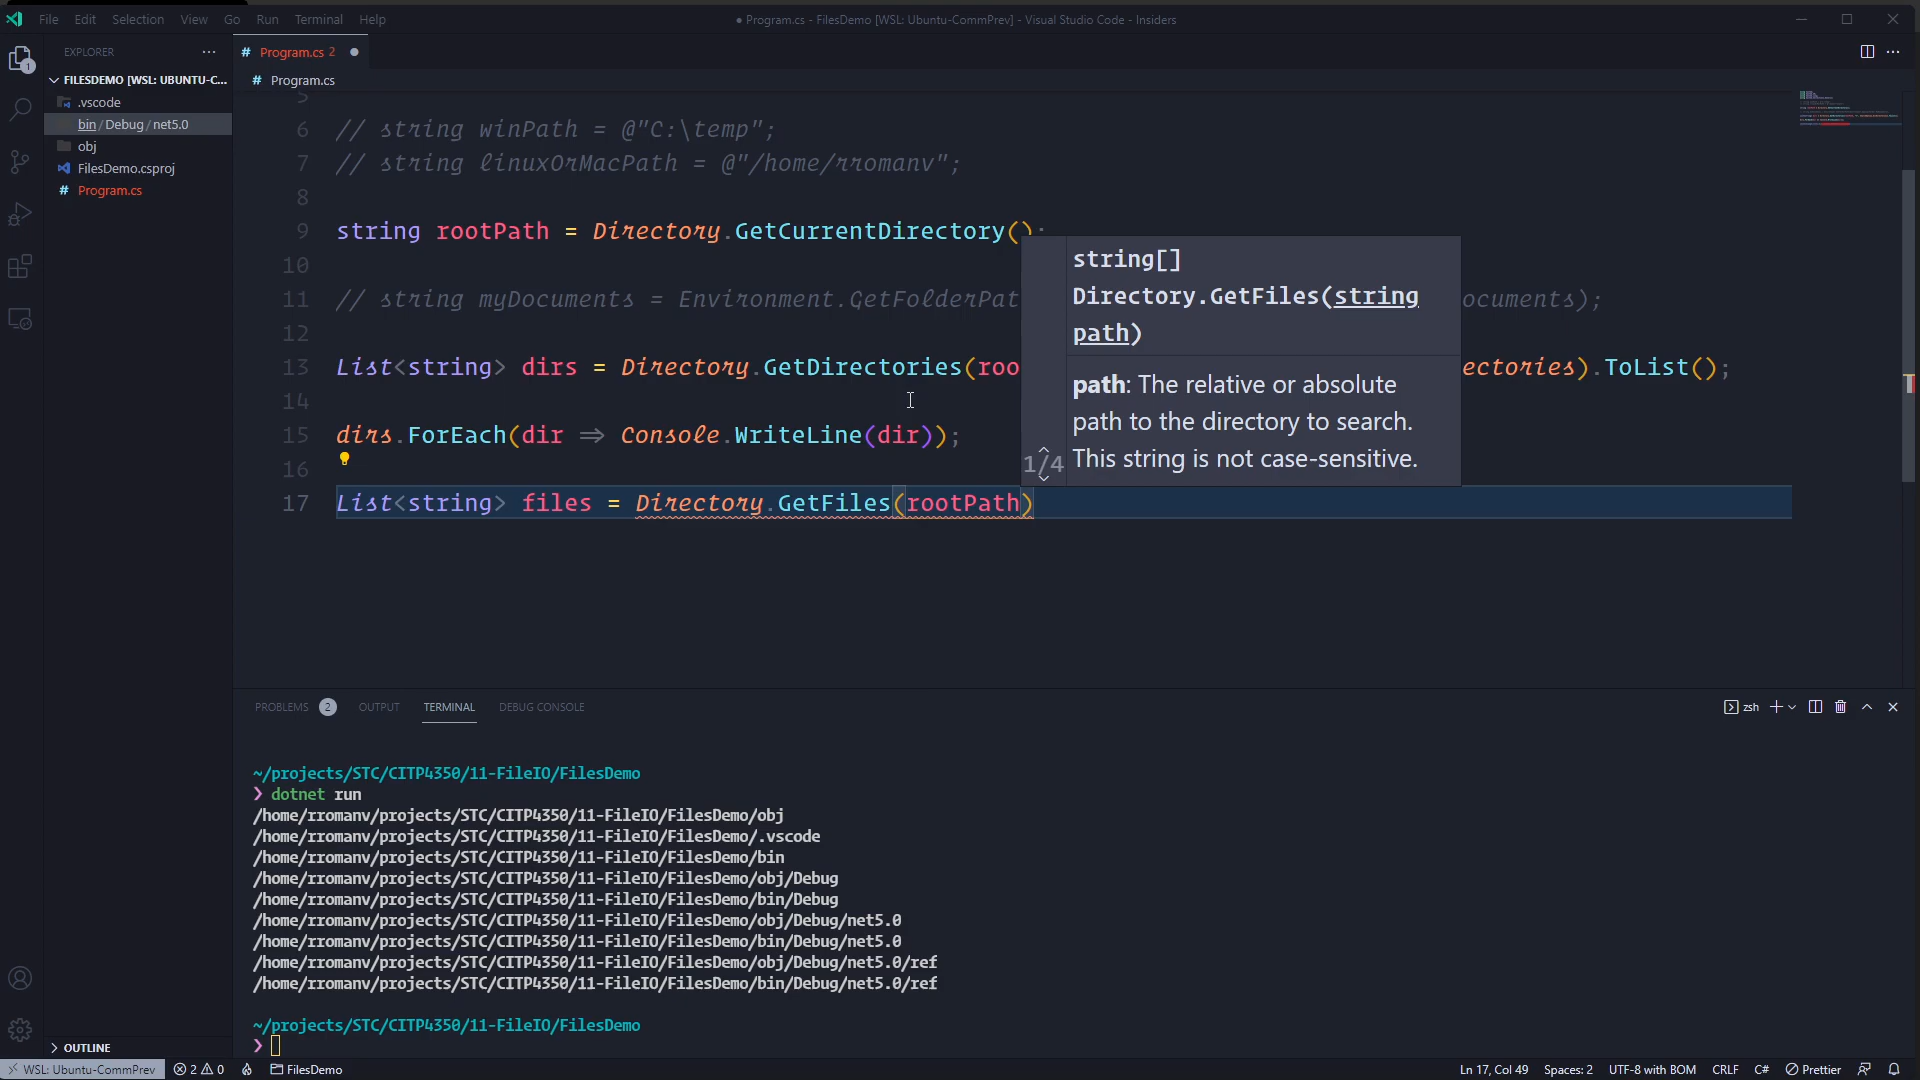 File Edit Selection View Go Run Terminal Help
● Program.cs - FilesDemo [WSL: Ubuntu-CommPrev] - Visual Studio Code - Insiders
EXPLORER
# Program.cs 2
1
FILESDEMO [WSL: UBUNTU-C...
# Program.cs
.vscode
bin / Debug / net5.0
obj
FilesDemo.csproj
# Program.cs
5
6 // string winPath = @"C:\temp";
7 // string linuxOrMacPath = @"/home/rromanv";
8
9 string rootPath = Directory.GetCurrentDirectory();
10
11 // string myDocuments = Environment.GetFolderPat ocuments);
12
13 List<string> dirs = Directory.GetDirectories(roo ectories).ToList();
14
15 dirs.ForEach(dir => Console.WriteLine(dir));
16
17 List<string> files = Directory.GetFiles(rootPath)
string[]
Directory.GetFiles(string
path)
path: The relative or absolute
path to the directory to search.
1/4 This string is not case-sensitive.
PROBLEMS 2 OUTPUT TERMINAL DEBUG CONSOLE
zsh
~/projects/STC/CITP4350/11-FileIO/FilesDemo
❯ dotnet run
/home/rromanv/projects/STC/CITP4350/11-FileIO/FilesDemo/obj
/home/rromanv/projects/STC/CITP4350/11-FileIO/FilesDemo/.vscode
/home/rromanv/projects/STC/CITP4350/11-FileIO/FilesDemo/bin
/home/rromanv/projects/STC/CITP4350/11-FileIO/FilesDemo/obj/Debug
/home/rromanv/projects/STC/CITP4350/11-FileIO/FilesDemo/bin/Debug
/home/rromanv/projects/STC/CITP4350/11-FileIO/FilesDemo/obj/Debug/net5.0
/home/rromanv/projects/STC/CITP4350/11-FileIO/FilesDemo/bin/Debug/net5.0
/home/rromanv/projects/STC/CITP4350/11-FileIO/FilesDemo/obj/Debug/net5.0/ref
/home/rromanv/projects/STC/CITP4350/11-FileIO/FilesDemo/bin/Debug/net5.0/ref
~/projects/STC/CITP4350/11-FileIO/FilesDemo
❯
OUTLINE
WSL: Ubuntu-CommPrev 2 0 FilesDemo
Ln 17, Col 49 Spaces: 2 UTF-8 with BOM CRLF C# Prettier